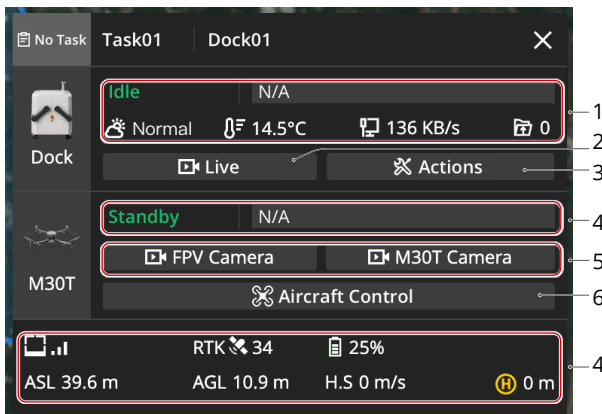 No Task Task01 Dock01
Idle N/A
1
Normal 14.5°C 136 KB/s 0
2
Dock Live Actions
3
Standby N/A
4
FPV Camera M30T Camera
5
M30T
Aircraft Control
6
RTK 34 25%
4
ASL 39.6 m AGL 10.9 m H.S 0 m/s H 0 m